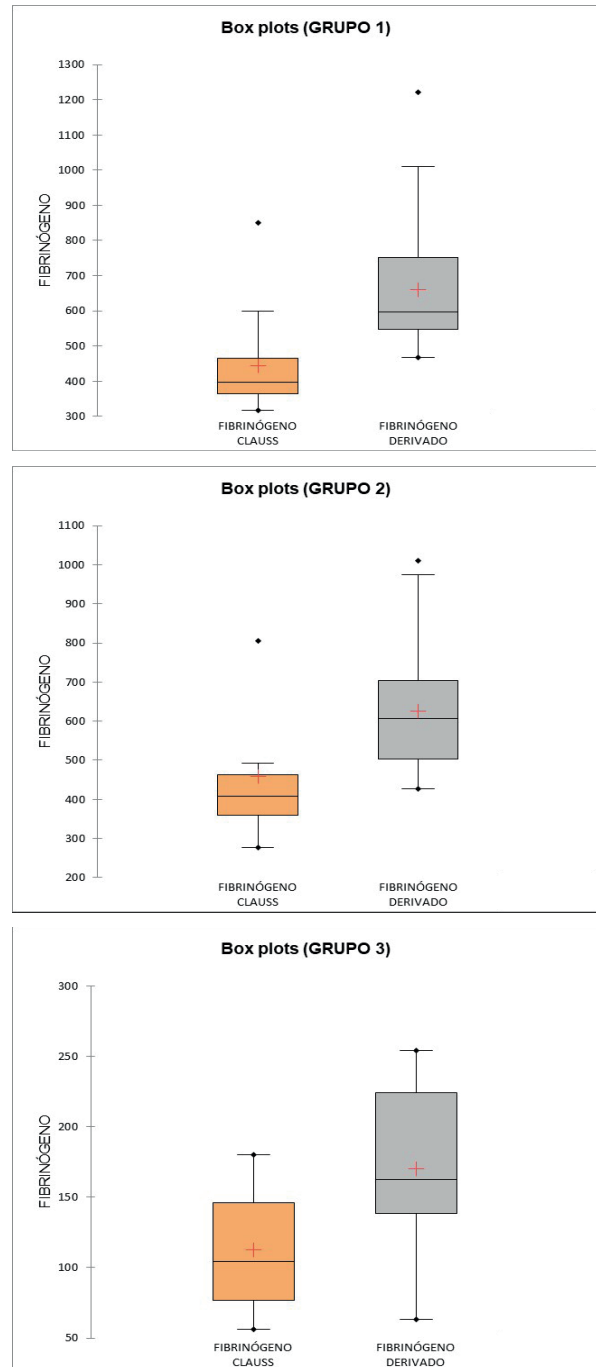 Box plots (GRUPO 1)
1300
1200
1100
1000
900
800
700
600
500
400
300
FIBRINÓGENO
FIBRINÓGENO CLAUSS
FIBRINÓGENO DERIVADO
Box plots (GRUPO 2)
1100
1000
900
800
700
600
500
400
300
200
FIBRINÓGENO
FIBRINÓGENO CLAUSS
FIBRINÓGENO DERIVADO
Box plots (GRUPO 3)
300
250
200
150
100
50
FIBRINÓGENO
FIBRINÓGENO CLAUSS
FIBRINÓGENO DERIVADO